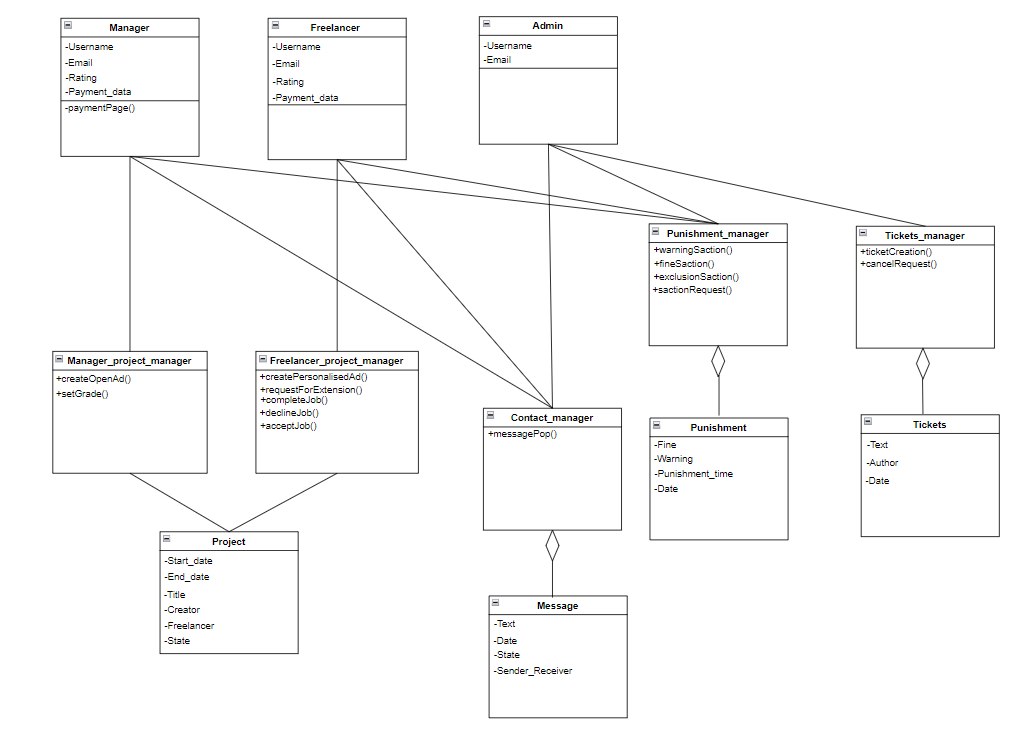 Manager
-Username
-Email
-Rating
-Payment_data
-paymentPage()
Freelancer
-Username
-Email
-Rating
-Payment_data
Admin
-Username
-Email
Punishment_manager
+warningSaction()
+fineSaction()
+exclusionSaction()
+sactionRequest()
Tickets_manager
+ticketCreation()
+cancelRequest()
Manager_project_manager
+createOpenAd()
+setGrade()
Freelancer_project_manager
+createPersonalisedAd()
+requestForExtension()
+completeJob()
+declineJob()
+acceptJob()
Contact_manager
+messagePop()
Punishment
-Fine
-Warning
-Punishment_time
-Date
Tickets
-Text
-Author
-Date
Project
-Start_date
-End_date
-Title
-Creator
-Freelancer
-State
Message
-Text
-Date
-State
-Sender_Receiver